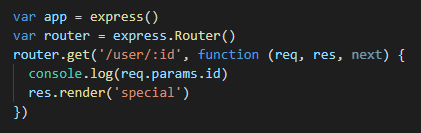 var app = express()
var router = express.Router()
router.get('/user/:id', function (req, res, next) {
  console.log(req.params.id)
  res.render('special')
})